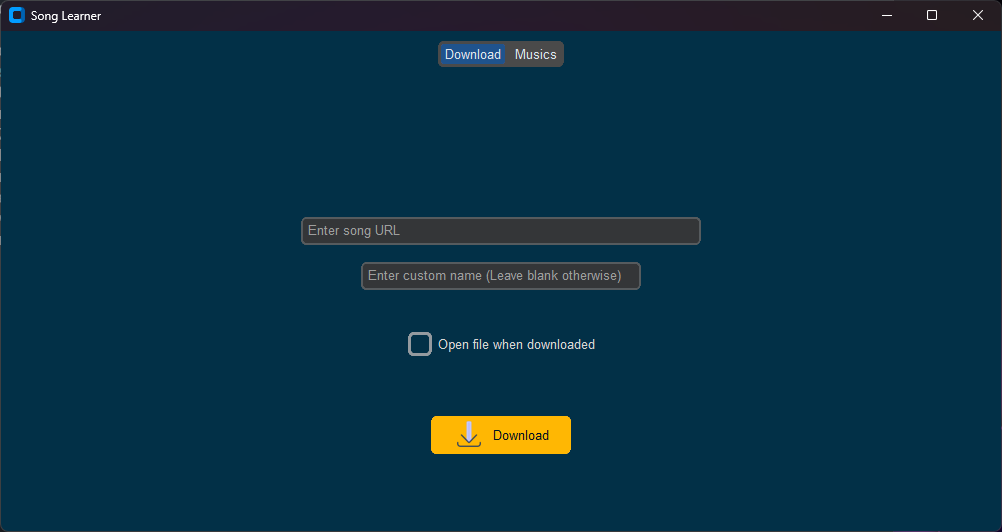 Song Learner
Download Musics
Enter song URL
Enter custom name (Leave blank otherwise)
Open file when downloaded
Download